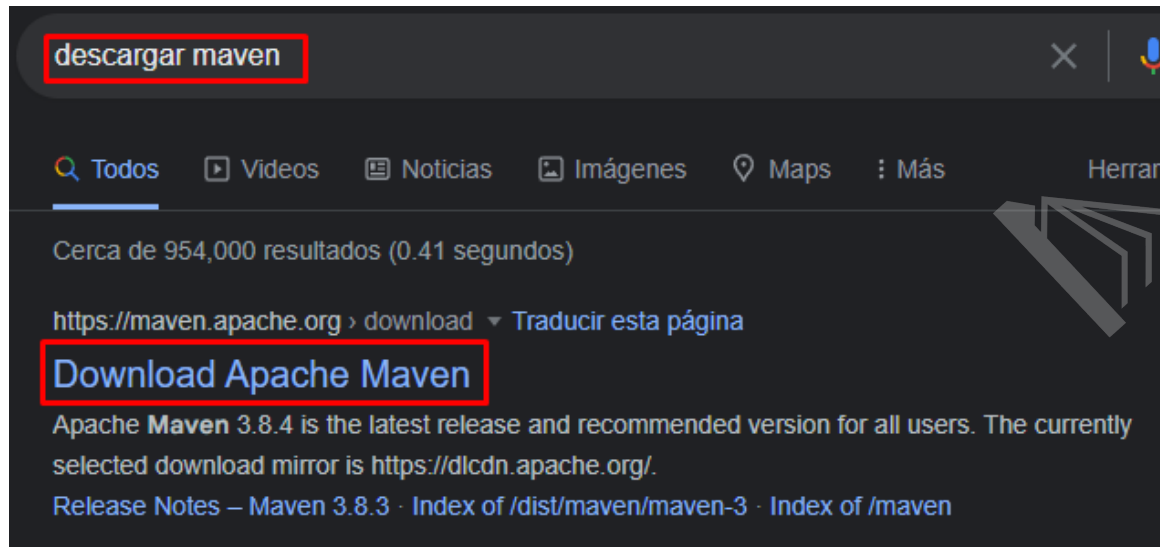 descargar maven
Todos Videos Noticias Imágenes Maps Más
Cerca de 954,000 resultados (0.41 segundos)
https://maven.apache.org › download Traducir esta página
Download Apache Maven
Apache Maven 3.8.4 is the latest release and recommended version for all users. The currently
selected download mirror is https://dlcdn.apache.org/.
Release Notes – Maven 3.8.3 · Index of /dist/maven/maven-3 · Index of /maven